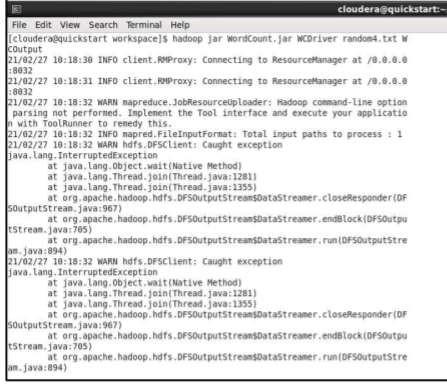 cloudera@quickstart:~
File Edit View Search Terminal Help
[cloudera@quickstart workspace]$ hadoop jar WordCount.jar WCDriver random4.txt W
COutput
21/02/27 10:18:30 INFO client.RMProxy: Connecting to ResourceManager at /0.0.0.0
:8032
21/02/27 10:18:31 INFO client.RMProxy: Connecting to ResourceManager at /0.0.0.0
:8032
21/02/27 10:18:32 WARN mapreduce.JobResourceUploader: Hadoop command-line option
 parsing not performed. Implement the Tool interface and execute your applicatio
n with ToolRunner to remedy this.
21/02/27 10:18:32 INFO mapred.FileInputFormat: Total input paths to process : 1
21/02/27 10:18:32 WARN hdfs.DFSClient: Caught exception
java.lang.InterruptedException
at java.lang.Object.wait(Native Method)
at java.lang.Thread.join(Thread.java:1281)
at java.lang.Thread.join(Thread.java:1355)
at org.apache.hadoop.hdfs.DFSOutputStream$DataStreamer.closeResponder(DF
SOutputStream.java:967)
at org.apache.hadoop.hdfs.DFSOutputStream$DataStreamer.endBlock(DFSOutpu
tStream.java:705)
at org.apache.hadoop.hdfs.DFSOutputStream$DataStreamer.run(DFSOutputStre
am.java:894)
21/02/27 10:18:32 WARN hdfs.DFSClient: Caught exception
java.lang.InterruptedException
at java.lang.Object.wait(Native Method)
at java.lang.Thread.join(Thread.java:1281)
at java.lang.Thread.join(Thread.java:1355)
at org.apache.hadoop.hdfs.DFSOutputStream$DataStreamer.closeResponder(DF
SOutputStream.java:967)
at org.apache.hadoop.hdfs.DFSOutputStream$DataStreamer.endBlock(DFSOutpu
tStream.java:705)
at org.apache.hadoop.hdfs.DFSOutputStream$DataStreamer.run(DFSOutputStre
am.java:894)